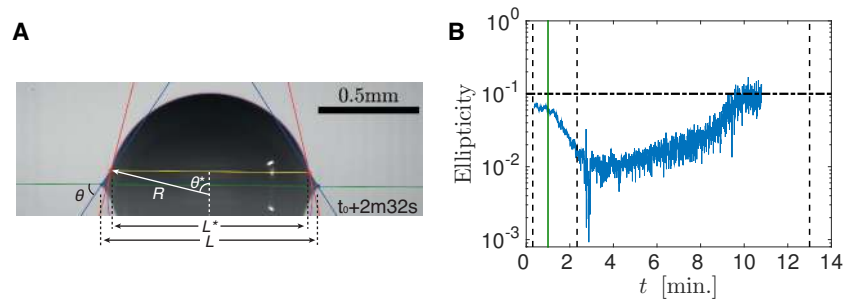 A
0.5mm
θ
θ*
R
t₀+2m32s
L*
L
B
Ellipticity
10⁰
10⁻¹
10⁻²
10⁻³
0 2 4 6 8 10 12 14
t [min.]